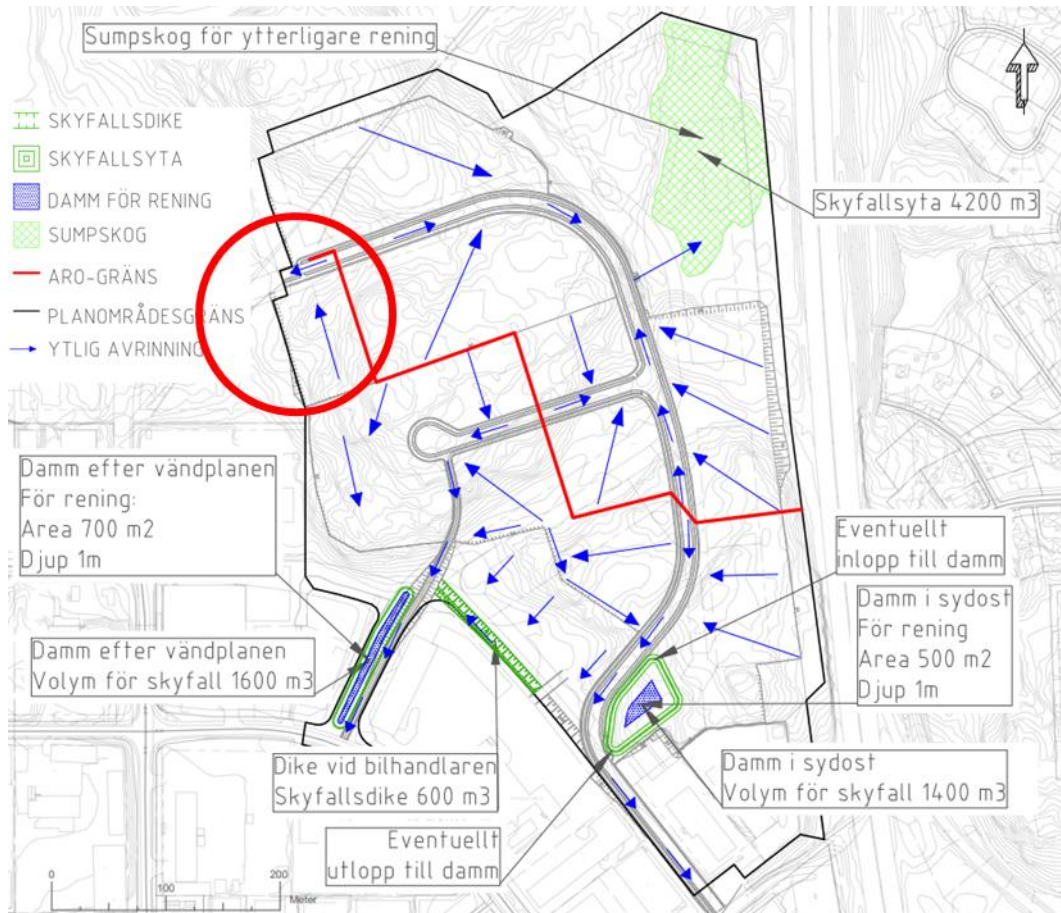 Sumpskog för ytterligare rening
SKYFALLSDIKE
SKYFALLSYTA
DAMM FÖR RENING
SUMPSKOG
ARO-GRÄNS
PLANOMRÅDESGRÄNS
YTLIG AVRINNING
Skyfallsyta 4200 m3
Damm efter vändplanen
För rening:
Area 700 m2
Djup 1m
Damm efter vändplanen
Volym för skyfall 1600 m3
Eventuellt
inlopp till damm
Damm i sydost
För rening
Area 500 m2
Djup 1m
Dike vid bilhandlaren
Skyfallsdike 600 m3
Damm i sydost
Volym för skyfall 1400 m3
Eventuellt
utlopp till damm
0 100 200
Meter